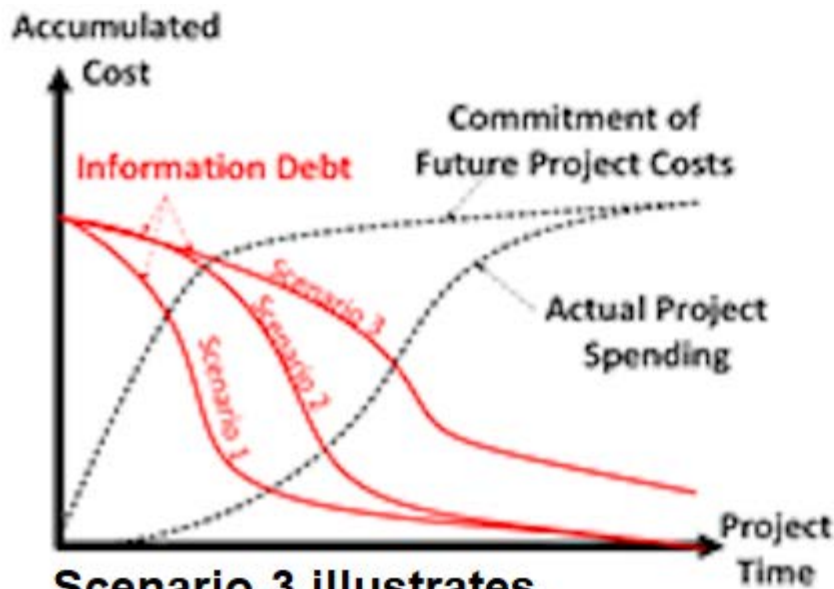 Accumulated
Cost
Commitment of
Future Project Costs
Information Debt
Scenario 3
Scenario 2
Scenario 1
Actual Project
Spending
Project
Time
Scenario 3 illustrates